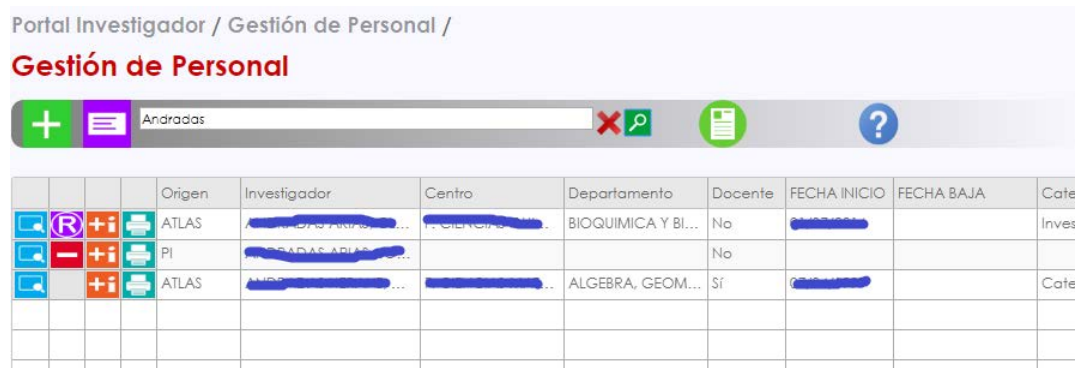 Portal Investigador / Gestión de Personal /
Gestión de Personal
Andradas
?
Origen Investigador Centro Departamento Docente FECHA INICIO FECHA BAJA Cate
R +i ATLAS BIOQUIMICA Y BI... No Inves
+i PI No
+i ATLAS ALGEBRA, GEOM... Sí Cate